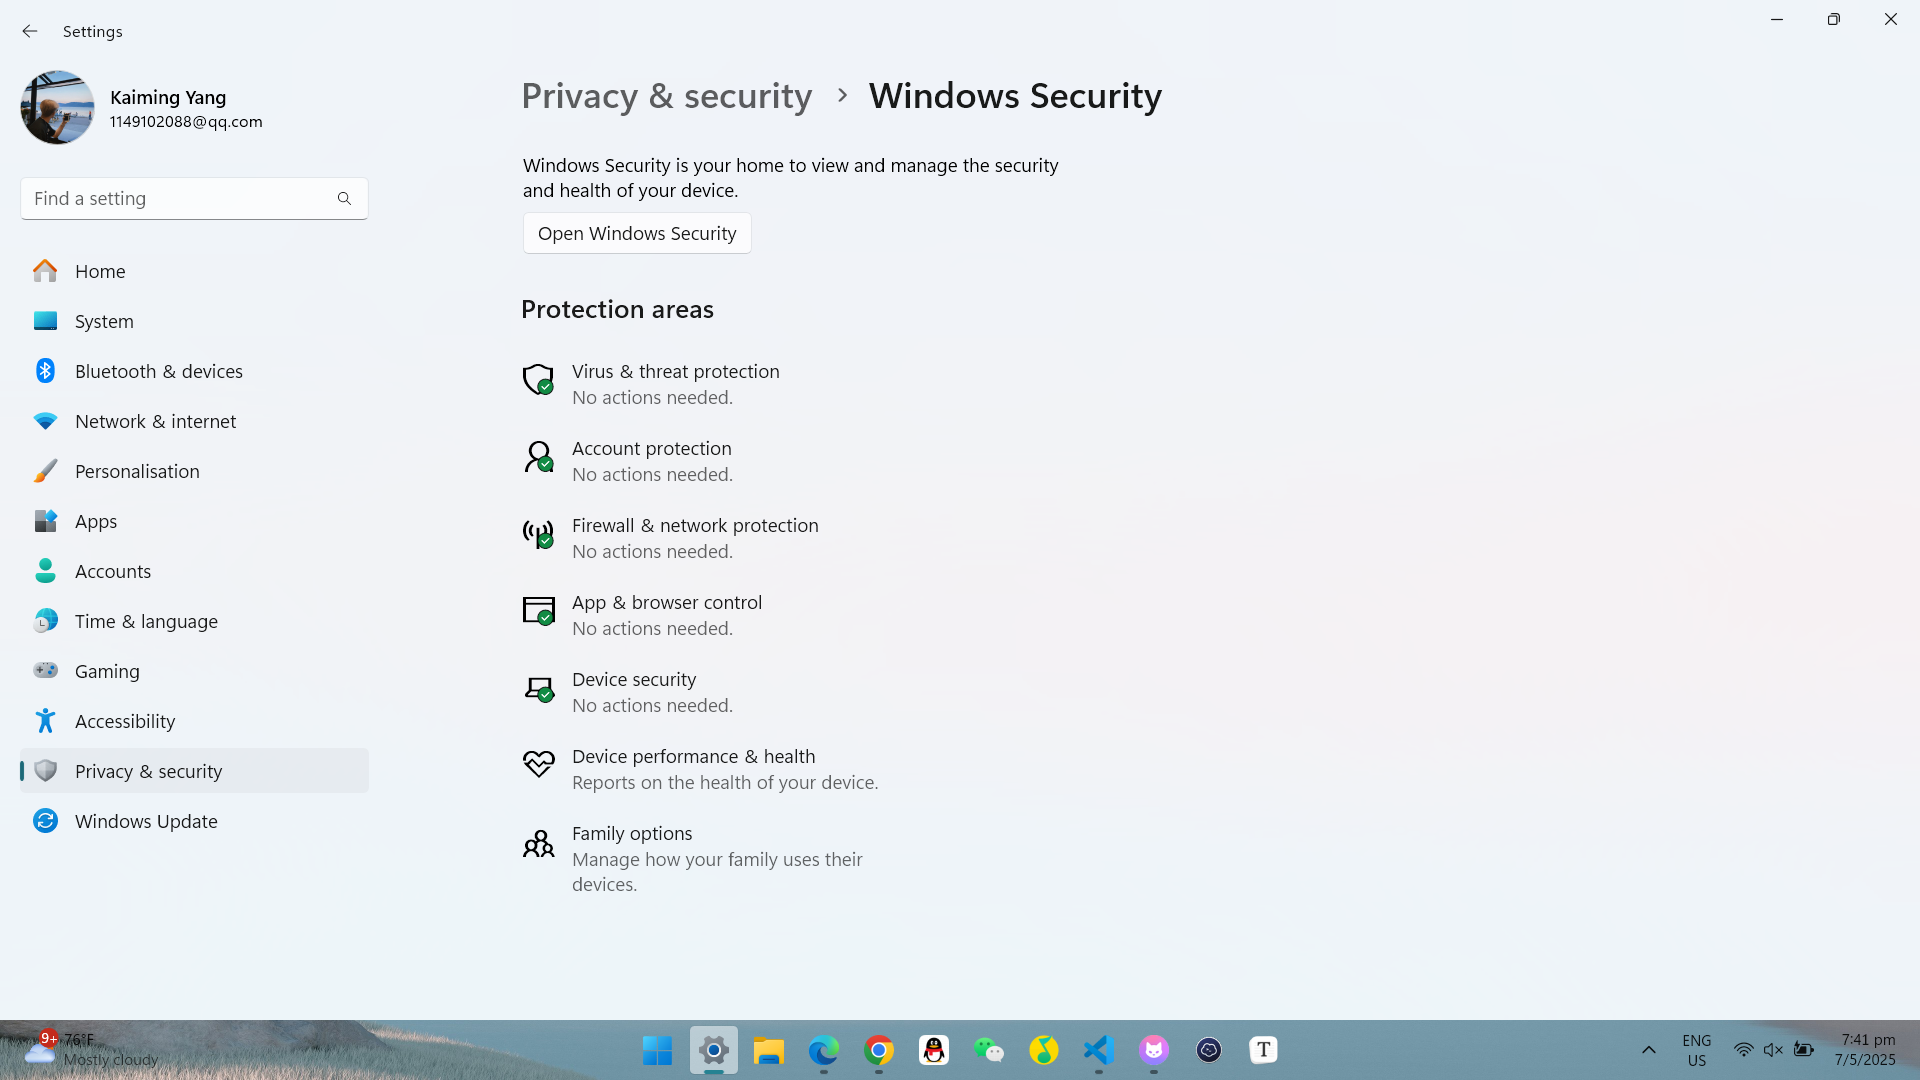 Settings
Kaiming Yang
1149102088@qq.com
Find a setting
Home
System
Bluetooth & devices
Network & internet
Personalisation
Apps
Accounts
Time & language
Gaming
Accessibility
Privacy & security
Windows Update
Privacy & security > Windows Security
Windows Security is your home to view and manage the security
and health of your device.
Open Windows Security
Protection areas
Virus & threat protection
No actions needed.
Account protection
No actions needed.
Firewall & network protection
No actions needed.
App & browser control
No actions needed.
Device security
No actions needed.
Device performance & health
Reports on the health of your device.
Family options
Manage how your family uses their
devices.
9+
76°F
Mostly cloudy
T
ENG
US
7:41 pm
7/5/2025